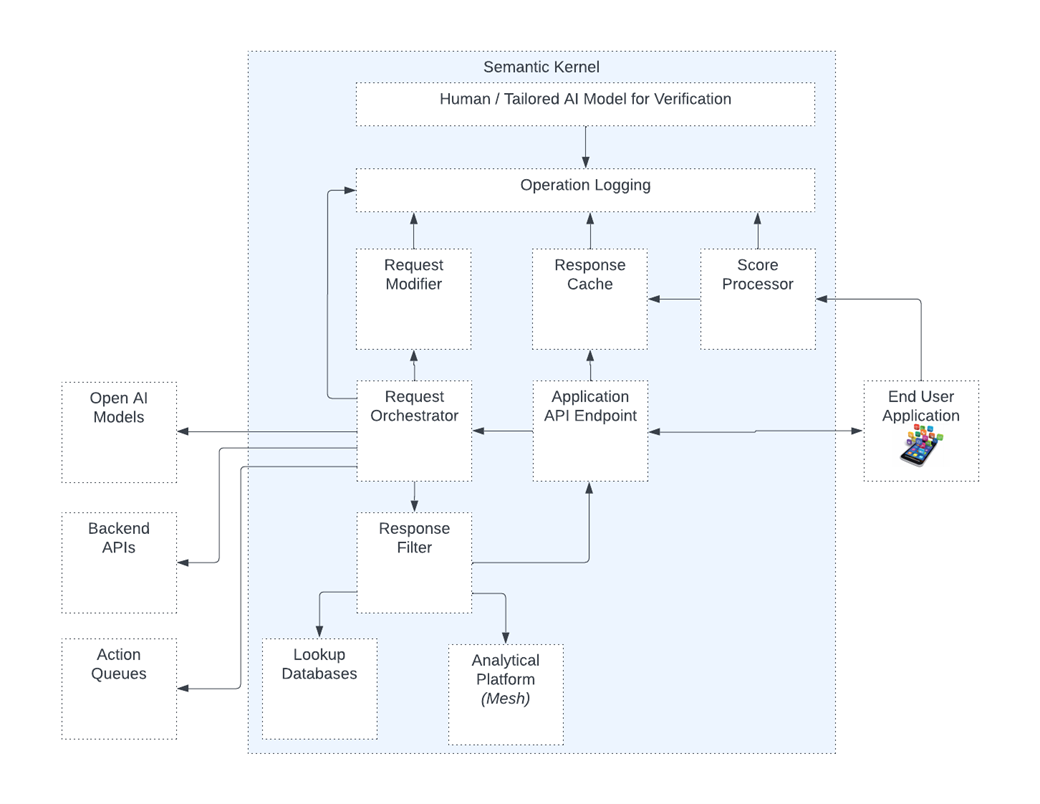 Semantic Kernel
Human / Tailored AI Model for Verification
Operation Logging
Request
Modifier
Response
Cache
Score
Processor
Open AI
Models
Request
Orchestrator
Application
API Endpoint
End User
Application
Backend
APIs
Response
Filter
Action
Queues
Lookup
Databases
Analytical
Platform
(Mesh)